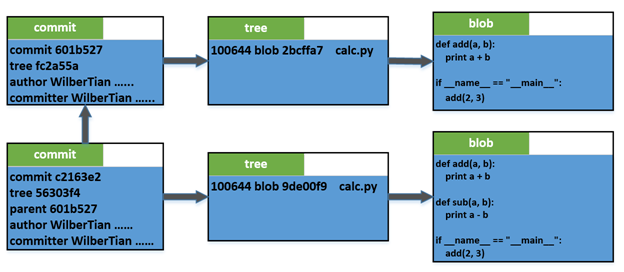 commit
commit 601b527
tree fc2a55a
author WilberTian ......
committer WilberTian ......
tree
100644 blob 2bcffa7 calc.py
blob
def add(a, b):
print a + b
if __name__ == "__main__":
add(2, 3)
commit
commit c2163e2
tree 56303f4
parent 601b527
author WilberTian ......
committer WilberTian ......
tree
100644 blob 9de00f9 calc.py
blob
def add(a, b):
print a + b
def sub(a, b):
print a - b
if __name__ == "__main__":
add(2, 3)